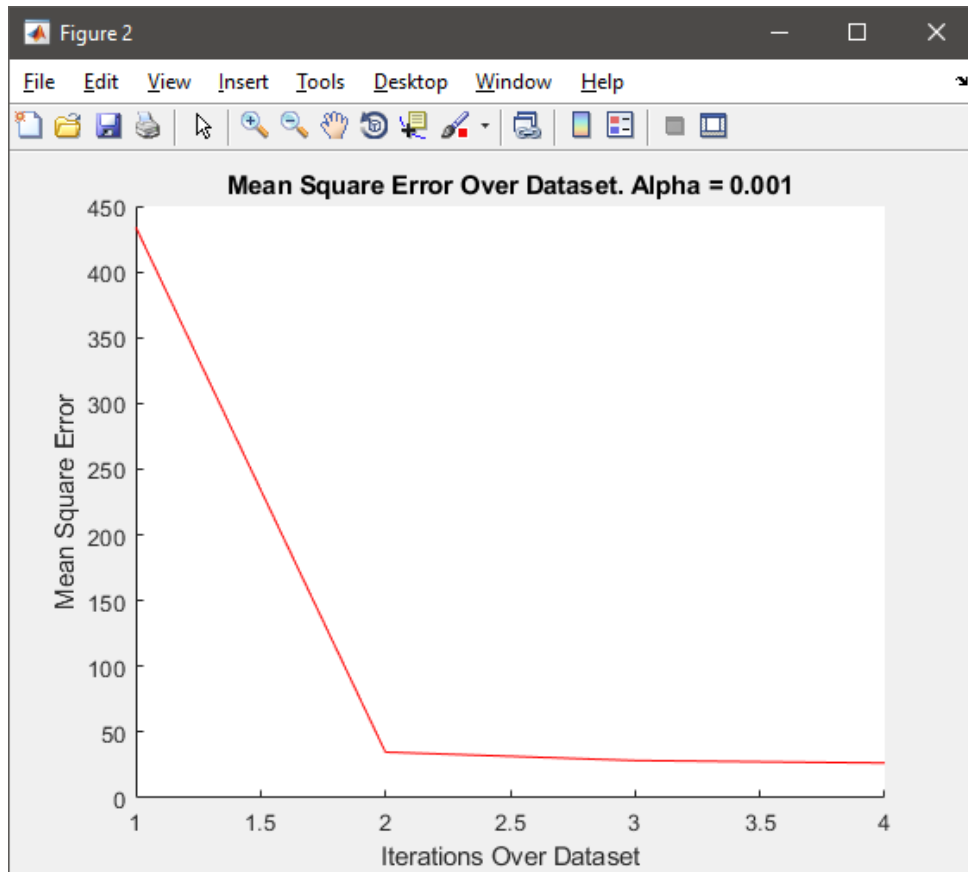 Figure 2
File Edit View Insert Tools Desktop Window Help
Mean Square Error Over Dataset. Alpha = 0.001
450
400
350
300
250
200
150
100
50
0
Mean Square Error
1 1.5 2 2.5 3 3.5 4
Iterations Over Dataset